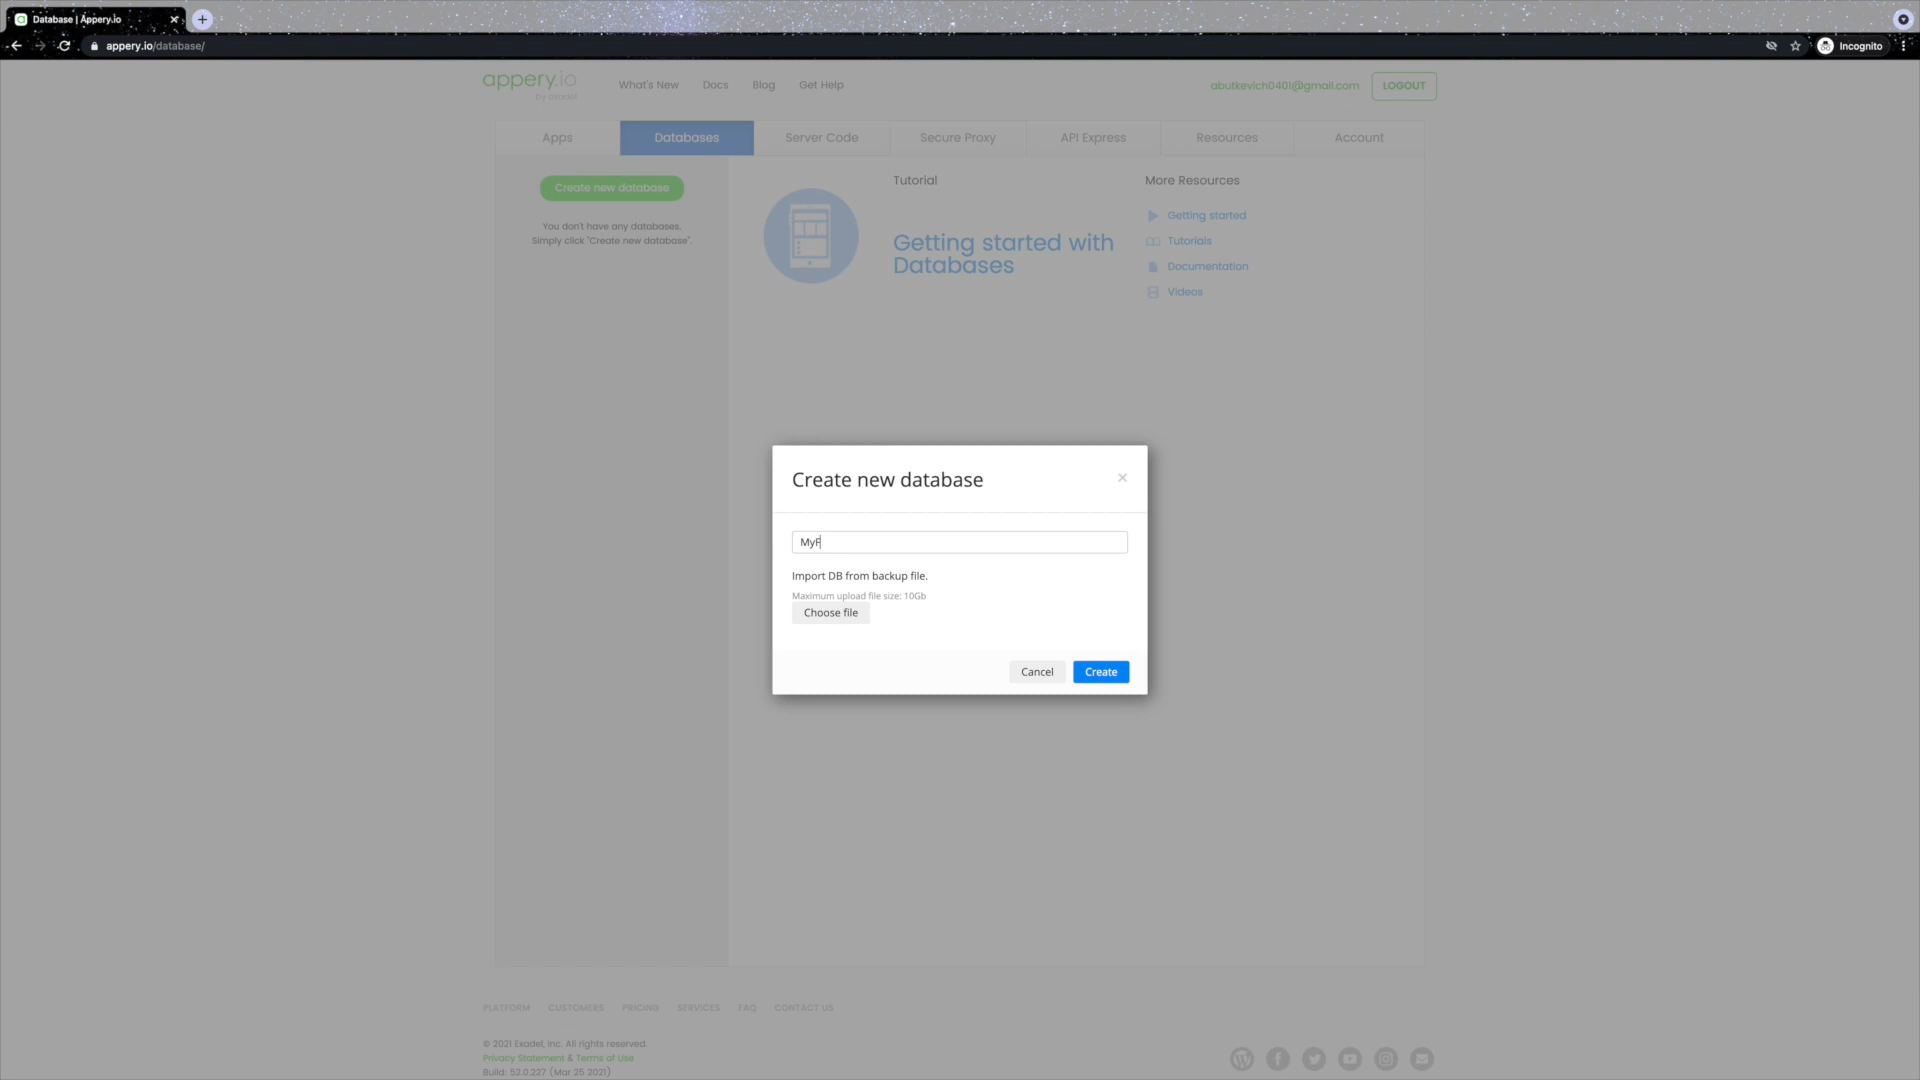 Database | Appery.io
appery.io/database/
Incognito
appery.io
by exadel
What's New
Docs
Blog
Get Help
abutkevich0401@gmail.com
LOGOUT
Apps
Databases
Server Code
Secure Proxy
API Express
Resources
Account
Create new database
You don't have any databases.
Simply click "Create new database".
Tutorial
Getting started with
Databases
More Resources
Getting started
Tutorials
Documentation
Videos
Create new database
×
MyF
Import DB from backup file.
Maximum upload file size: 10Gb
Choose file
Cancel
Create
PLATFORM
CUSTOMERS
PRICING
SERVICES
FAQ
CONTACT US
© 2021 Exadel, Inc. All rights reserved.
Privacy Statement & Terms of Use
Build: 52.0.227 (Mar 25 2021)